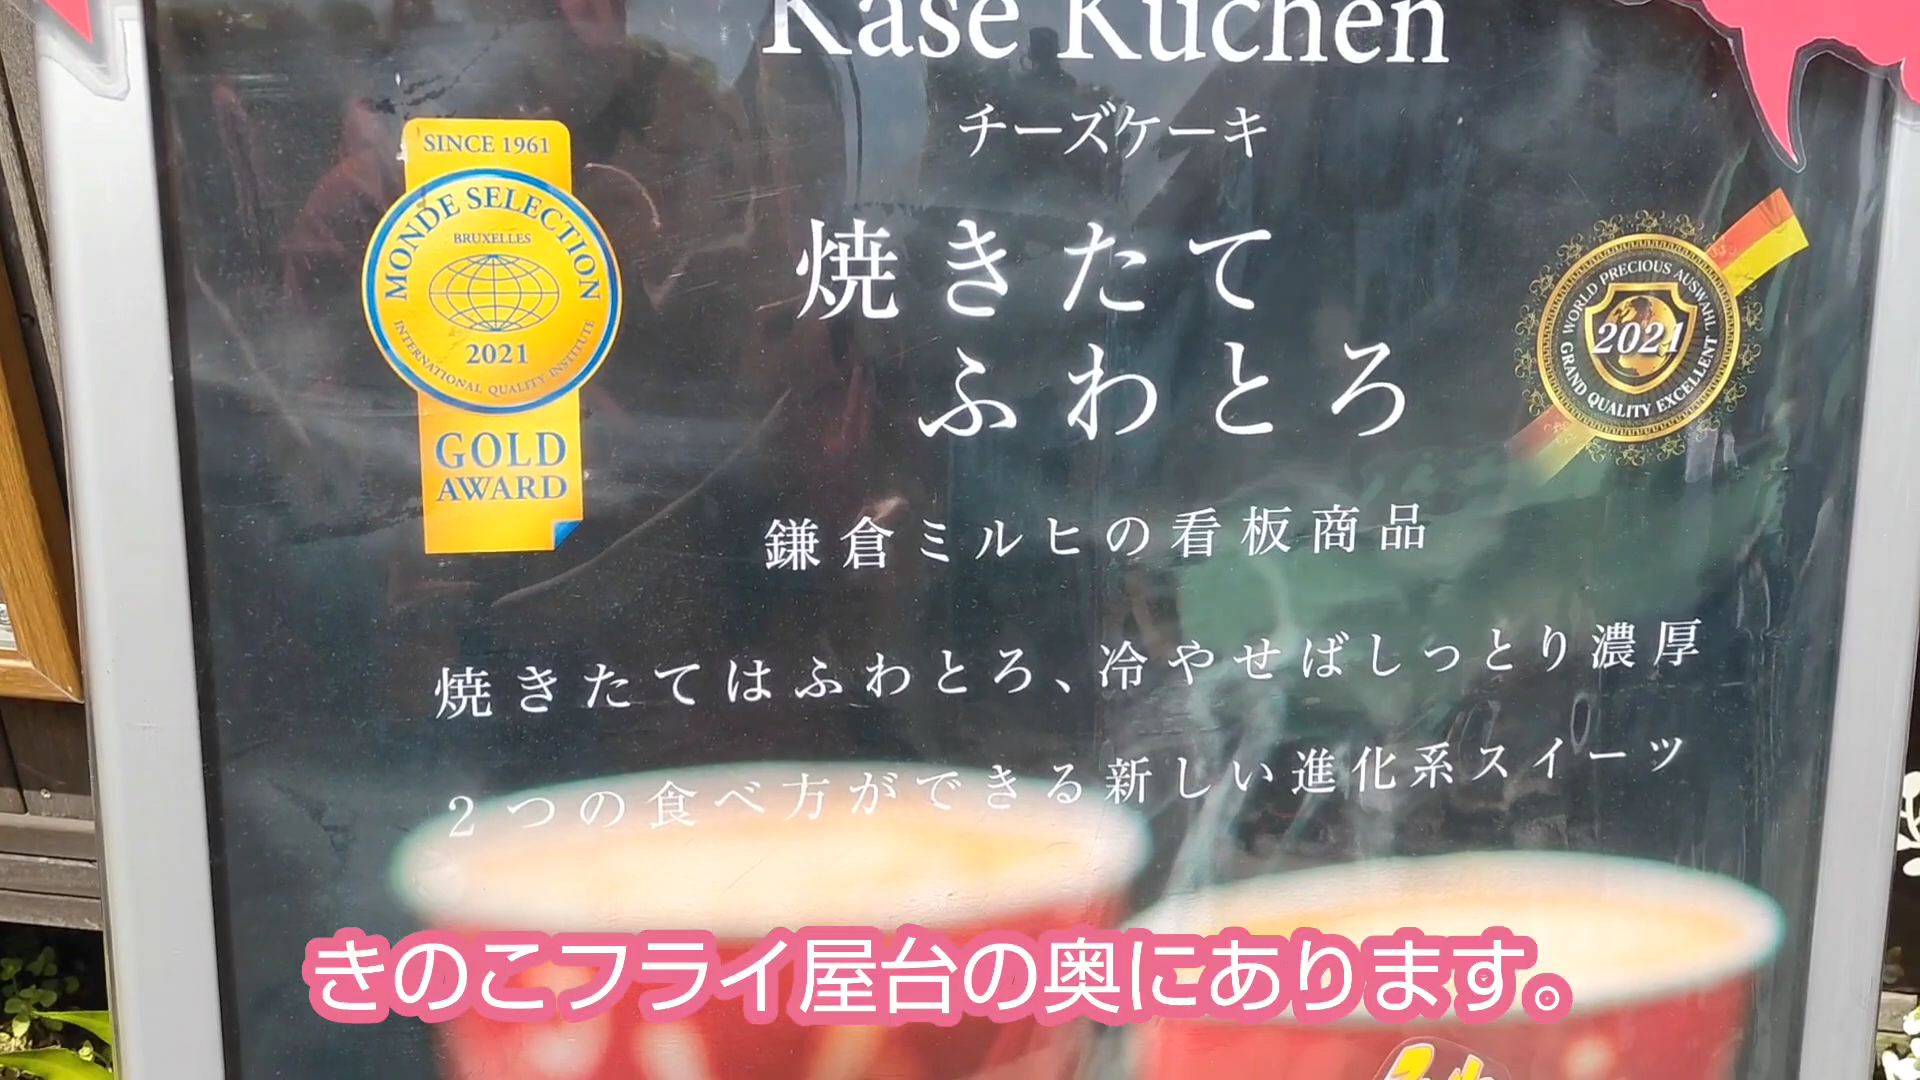 Käse Kuchen
チーズケーキ
SINCE 1961
MONDE SELECTION
BRUXELLES
2021
INTERNATIONAL QUALITY INSTITUTE
GOLD
AWARD
焼きたて
ふわとろ
WORLD PRECIOUS AUSWAHL
2021
GRAND QUALITY EXCELLENT
鎌倉ミルヒの看板商品
焼きたてはふわとろ、冷やせばしっとり濃厚
2つの食べ方ができる新しい進化系スイーツ
きのこフライ屋台の奥にあります。